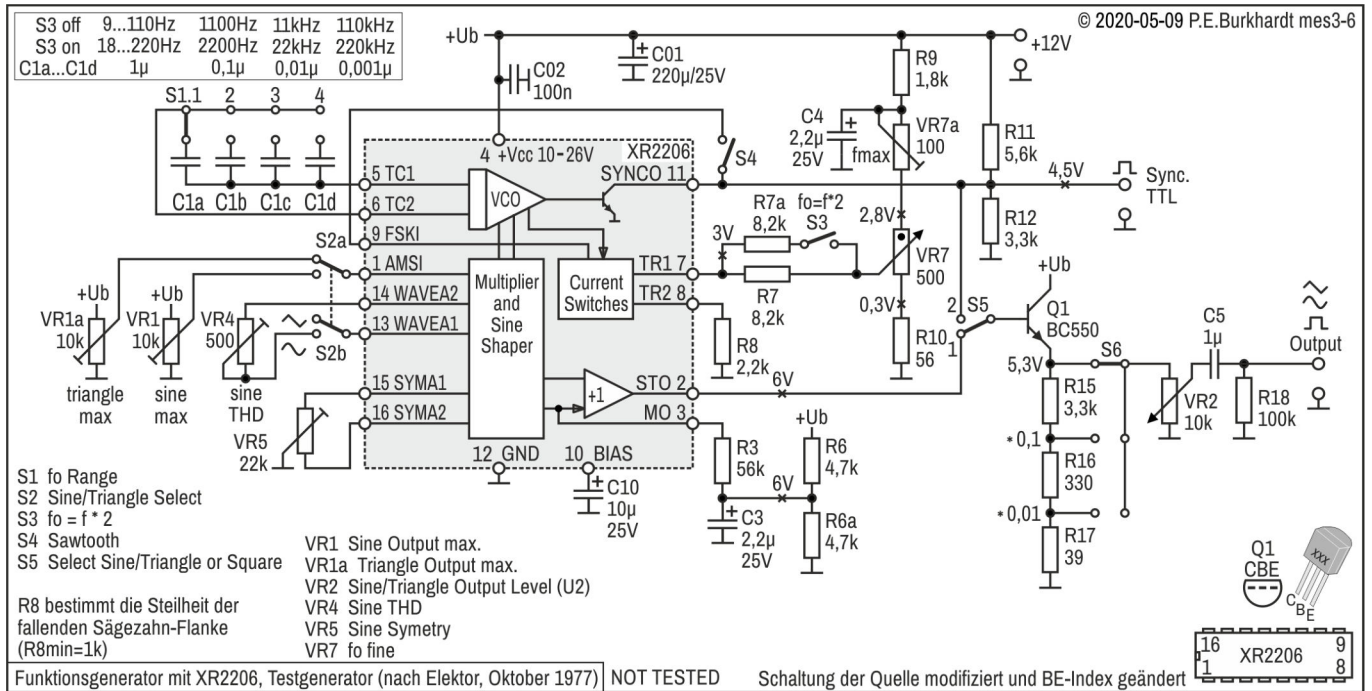 S3 off 9...110Hz 1100Hz 11kHz 110kHz
S3 on 18...220Hz 2200Hz 22kHz 220kHz
C1a...C1d 1µ 0,1µ 0,01µ 0,001µ
© 2020-05-09 P.E.Burkhardt mes3-6
+Ub
C01
220µ/25V
C02
100n
+12V
R9
1,8k
S1.1 2 3 4
C1a C1b C1c C1d
C4
2,2µ
25V
fmax
VR7a
100
R11
5,6k
S4
4 +Vcc 10-26V
XR2206
5 TC1
6 TC2
9 FSKI
1 AMSI
14 WAVEA2
13 WAVEA1
15 SYMA1
16 SYMA2
VCO
SYNCO 11
TR1 7
TR2 8
STO 2
MO 3
12 GND
10 BIAS
Multiplier
and
Sine
Shaper
Current
Switches
+1
4,5V
Sync.
TTL
R7a
8,2k
fo=f*2
S3
3V
R7
8,2k
2,8V
VR7
500
0,3V
R12
3,3k
R10
56
R8
2,2k
S2a
S2b
+Ub
VR1a
10k
triangle
max
+Ub
VR1
10k
sine
max
VR4
500
sine
THD
VR5
22k
2
1
S5
+Ub
Q1
BC550
5,3V
S6
C5
1µ
Output
R15
3,3k
VR2
10k
R18
100k
*0,1
R16
330
*0,01
R17
39
6V
R3
56k
+Ub
R6
4,7k
6V
C3
2,2µ
25V
R6a
4,7k
C10
10µ
25V
S1 fo Range
S2 Sine/Triangle Select
S3 fo = f * 2
S4 Sawtooth
S5 Select Sine/Triangle or Square
VR1 Sine Output max.
VR1a Triangle Output max.
VR2 Sine/Triangle Output Level (U2)
VR4 Sine THD
VR5 Sine Symetry
VR7 fo fine
R8 bestimmt die Steilheit der
fallenden Sägezahn-Flanke
(R8min=1k)
Q1
CBE
XXX
C B E
16 9
XR2206
1 8
Funktionsgenerator mit XR2206, Testgenerator (nach Elektor, Oktober 1977) NOT TESTED Schaltung der Quelle modifiziert und BE-Index geändert